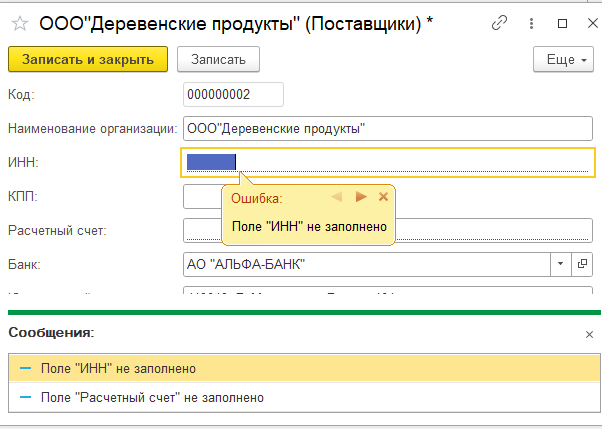 ООО"Деревенские продукты" (Поставщики) *
Записать и закрыть
Записать
Еще
Код:
000000002
Наименование организации:
ООО"Деревенские продукты"
ИНН:
КПП:
Ошибка:
Поле "ИНН" не заполнено
Расчетный счет:
Банк:
АО "АЛЬФА-БАНК"
Сообщения:
Поле "ИНН" не заполнено
Поле "Расчетный счет" не заполнено